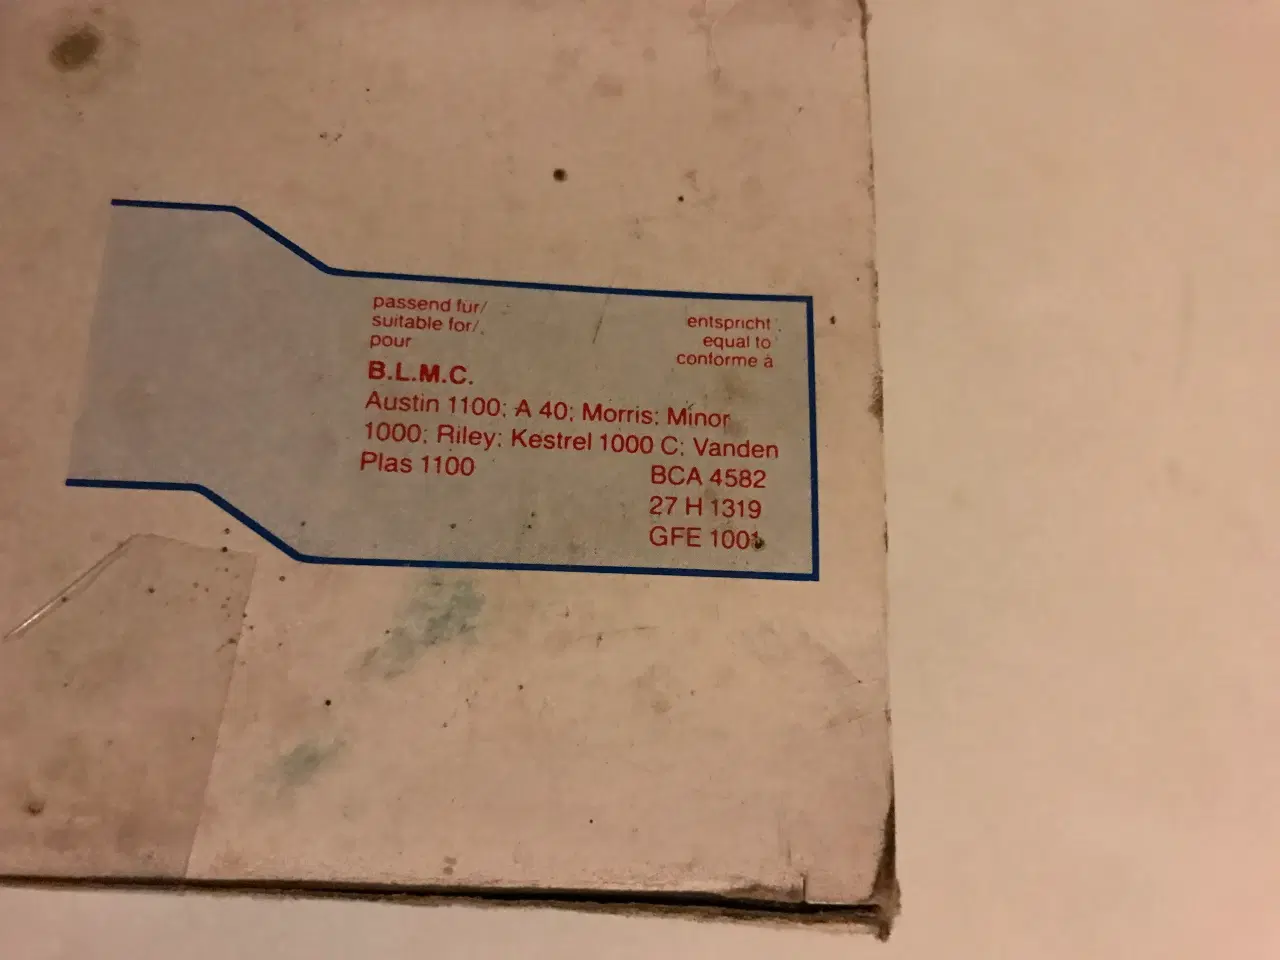 passend für/
suitable for/
pour
entspricht
equal to
conforme à
B.L.M.C.
Austin 1100; A 40; Morris; Minor
1000; Riley; Kestrel 1000 C; Vanden
Plas 1100
BCA 4582
27 H 1319
GFE 1001